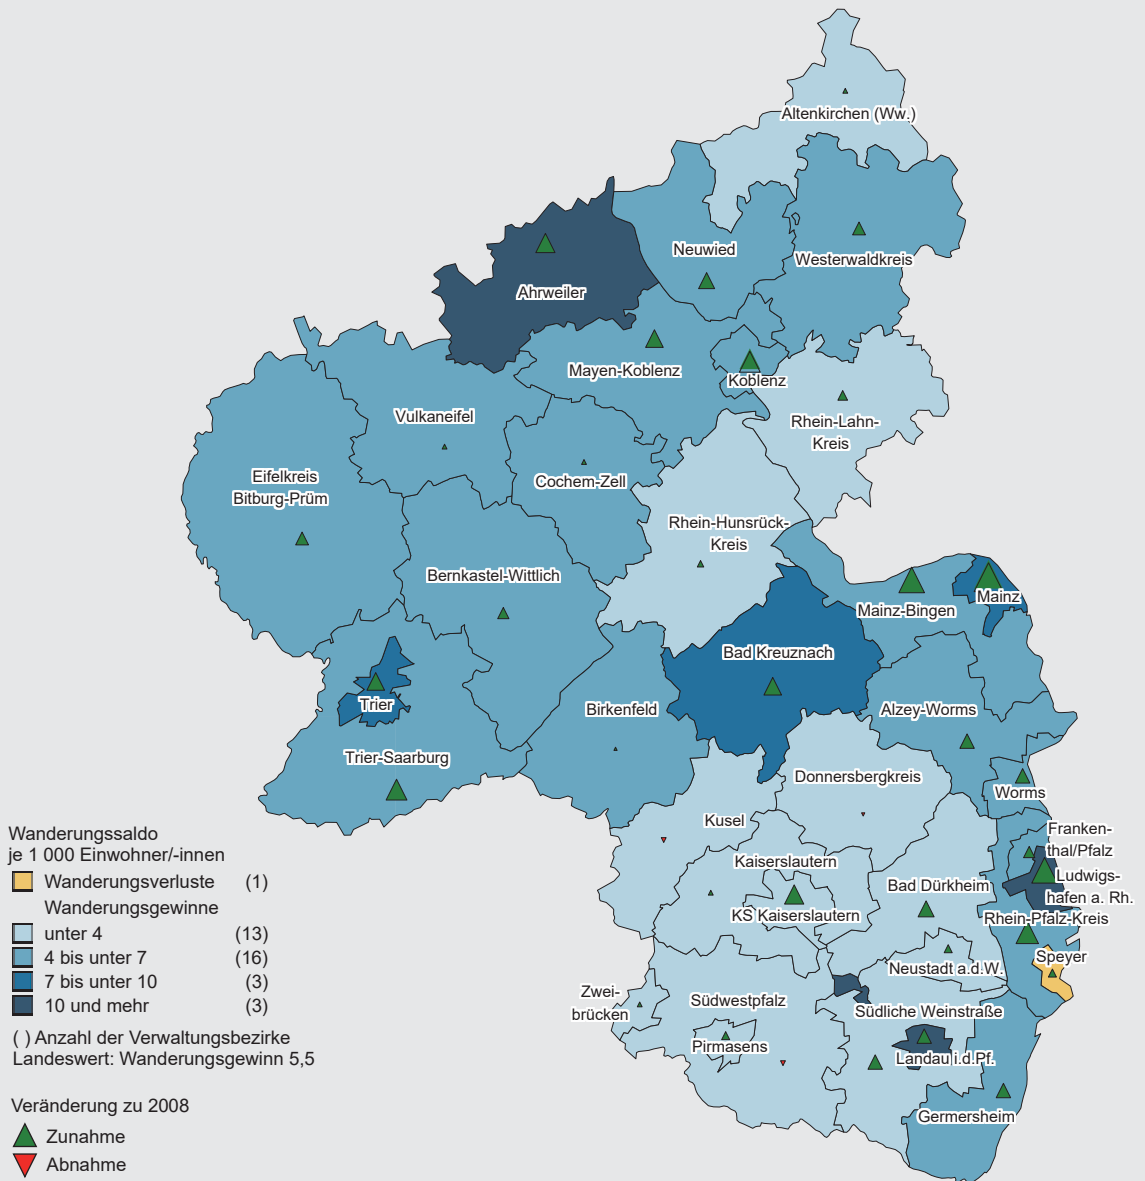 Altenkirchen (Ww.)
Neuwied
Westerwaldkreis
Ahrweiler
Mayen-Koblenz
Koblenz
Vulkaneifel
Rhein-Lahn-
Kreis
Eifelkreis
Bitburg-Prüm
Cochem-Zell
Rhein-Hunsrück-
Kreis
Bernkastel-Wittlich
Mainz
Mainz-Bingen
Bad Kreuznach
Trier
Birkenfeld
Alzey-Worms
Trier-Saarburg
Donnersbergkreis
Worms
Kusel
Franken-
thal/Pfalz
Kaiserslautern
Ludwigs-
hafen a. Rh.
Bad Dürkheim
KS Kaiserslautern
Rhein-Pfalz-Kreis
Speyer
Neustadt a.d.W.
Zwei-
brücken
Südwestpfalz
Südliche Weinstraße
Pirmasens
Landau i.d.Pf.
Germersheim
Wanderungssaldo
je 1 000 Einwohner/-innen
Wanderungsverluste (1)
Wanderungsgewinne
unter 4 (13)
4 bis unter 7 (16)
7 bis unter 10 (3)
10 und mehr (3)
( ) Anzahl der Verwaltungsbezirke
Landeswert: Wanderungsgewinn 5,5
Veränderung zu 2008
Zunahme
Abnahme